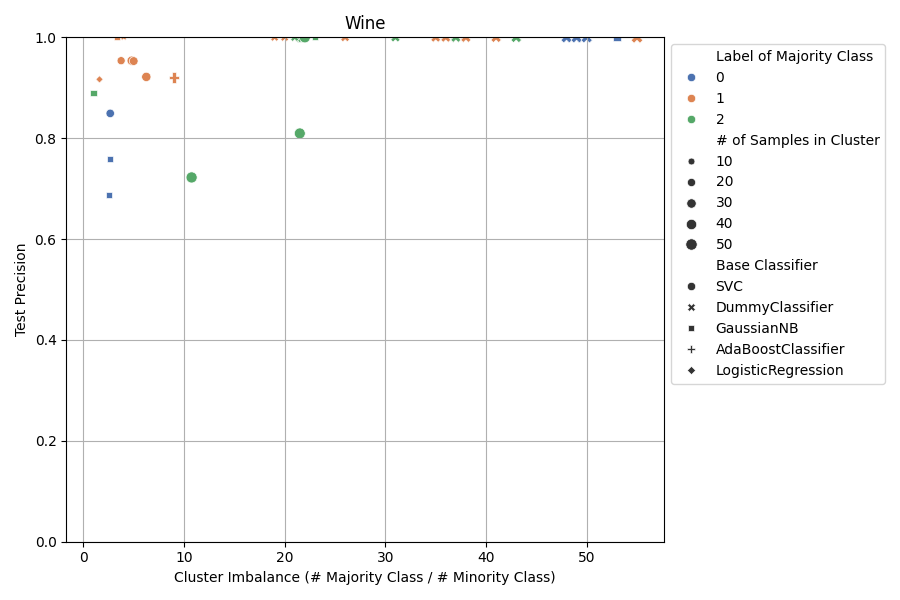 Wine
1.0
0.8
0.6
0.4
0.2
0.0
Test Precision
0
10
20
30
40
50
Cluster Imbalance (# Majority Class / # Minority Class)
Label of Majority Class
0
1
2
# of Samples in Cluster
10
20
30
40
50
Base Classifier
SVC
DummyClassifier
GaussianNB
AdaBoostClassifier
LogisticRegression